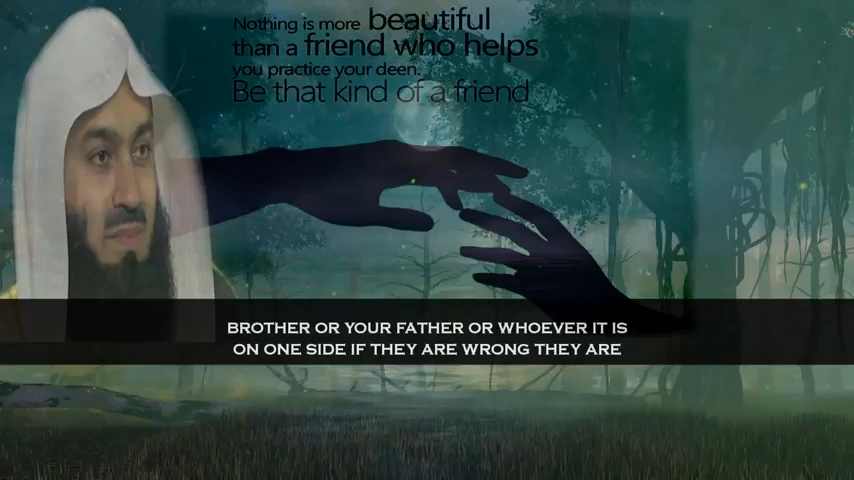 Nothing is more beautiful
than a friend who helps
you practice your deen.
Be that kind of a friend
BROTHER OR YOUR FATHER OR WHOEVER IT IS
ON ONE SIDE IF THEY ARE WRONG THEY ARE